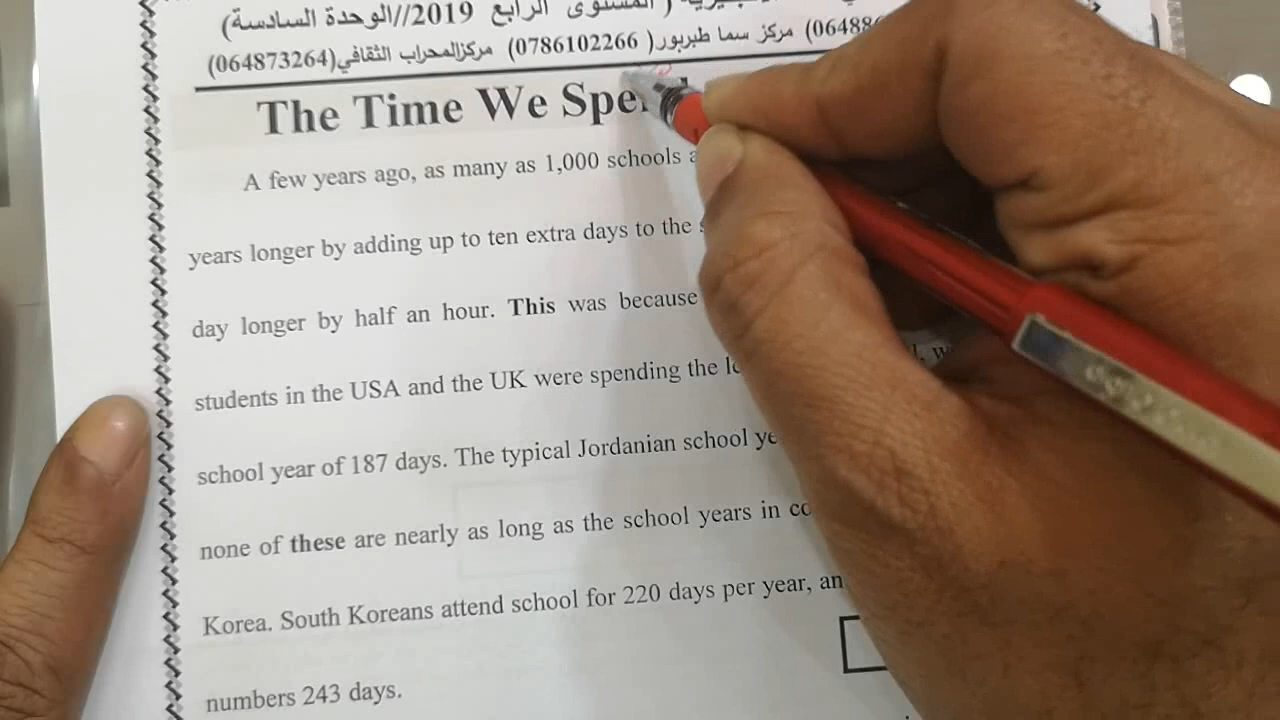 المستوى الرابع 2019//الوحدة السادسة)
مركز سما طبربور( 0786102266) مركزالمحراب الثقافي(064873264)
The Time We
A few years ago, as many as 1,000 schools
years longer by adding up to ten extra days to the
day longer by half an hour. This was because
students in the USA and the UK were spending the
school year of 187 days. The typical Jordanian school
none of these are nearly as long as the school years in
Korea. South Koreans attend school for 220 days per year,
numbers 243 days.